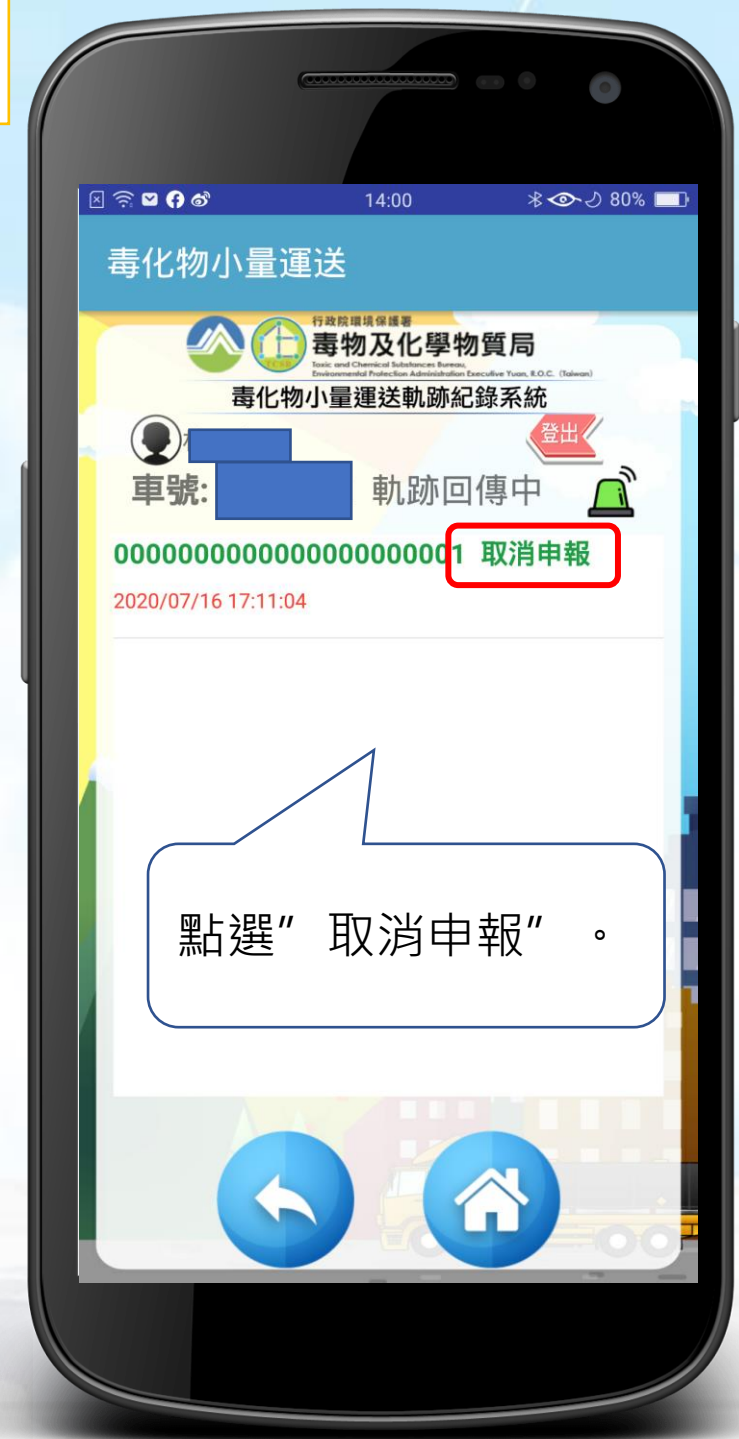 14:00
80%
毒化物小量運送
行政院環境保護署
毒物及化學物質局
Toxic and Chemical Substances Bureau,
Environmental Protection Administration Executive Yuan, R.O.C. (Taiwan)
毒化物小量運送軌跡紀錄系統
登出
車號: 軌跡回傳中
0000000000000000000000001 取消申報
2020/07/16 17:11:04
點選”取消申報”。